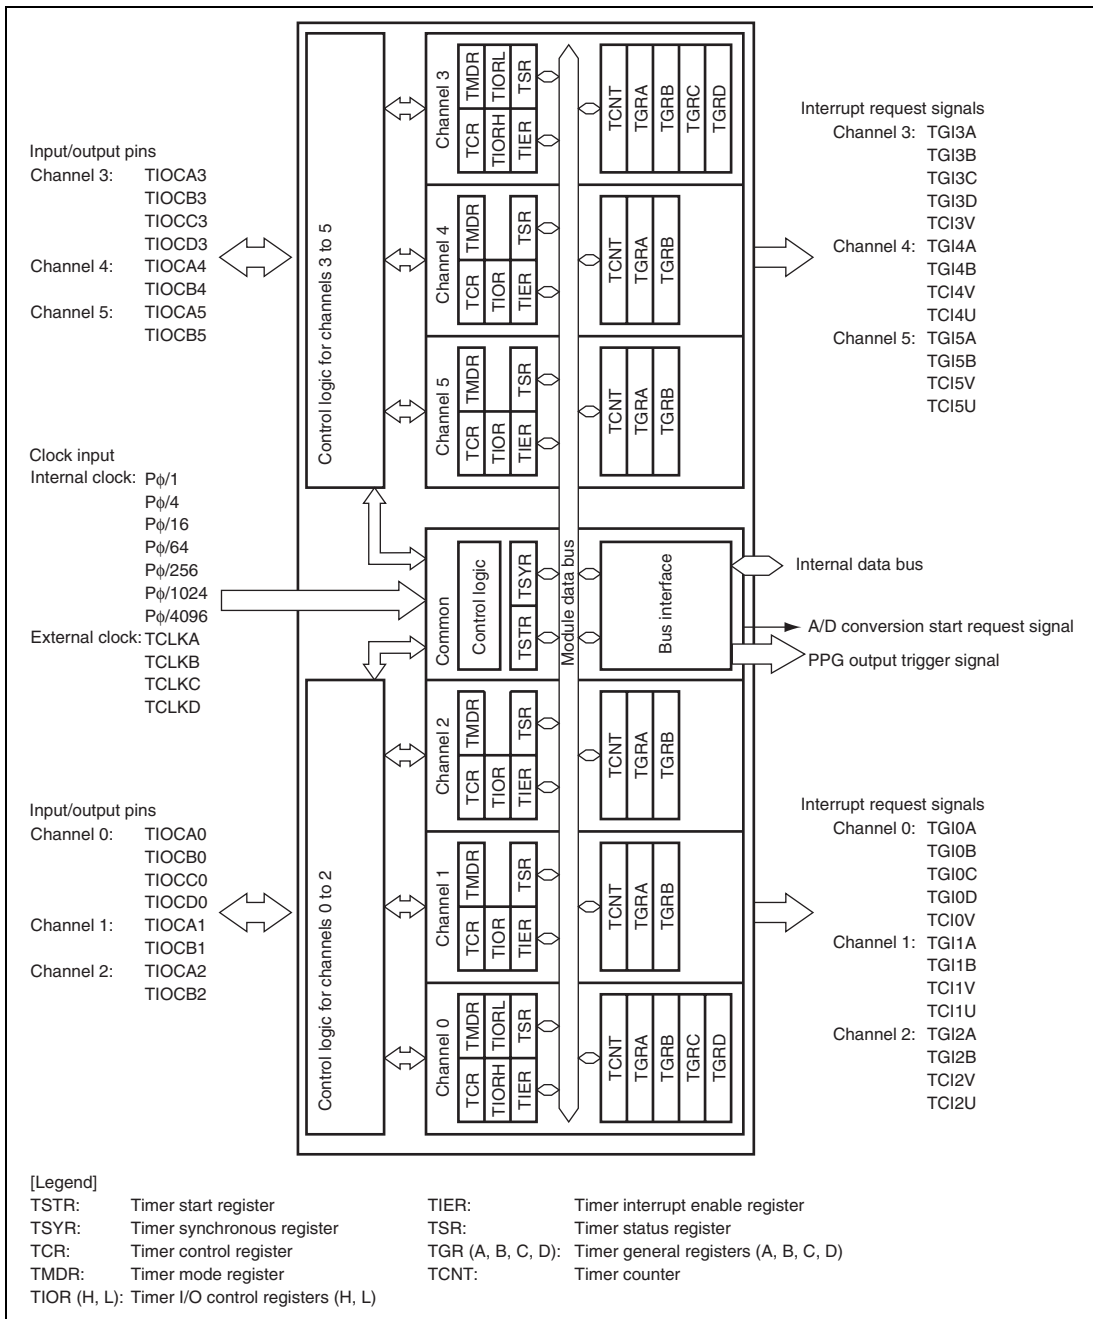 Input/output pins
Channel 3: TIOCA3
TIOCB3
TIOCC3
TIOCD3
Channel 4: TIOCA4
TIOCB4
Channel 5: TIOCA5
TIOCB5
Clock input
Internal clock: Pϕ/1
Pϕ/4
Pϕ/16
Pϕ/64
Pϕ/256
Pϕ/1024
Pϕ/4096
External clock: TCLKA
TCLKB
TCLKC
TCLKD
Input/output pins
Channel 0: TIOCA0
TIOCB0
TIOCC0
TIOCD0
Channel 1: TIOCA1
TIOCB1
Channel 2: TIOCA2
TIOCB2
Control logic for channels 3 to 5
Control logic for channels 0 to 2
Channel 3
TCR TMDR
TIORH TIORL
TIER TSR
TCNT
TGRA
TGRB
TGRC
TGRD
Channel 4
TCR TMDR
TIOR
TIER TSR
TCNT
TGRA
TGRB
Channel 5
TCR TMDR
TIOR
TIER TSR
TCNT
TGRA
TGRB
Common
Control logic
TSTR TSYR
Module data bus
Bus interface
Channel 2
TCR TMDR
TIOR
TIER TSR
TCNT
TGRA
TGRB
Channel 1
TCR TMDR
TIOR
TIER TSR
TCNT
TGRA
TGRB
Channel 0
TCR TMDR
TIORH TIORL
TIER TSR
TCNT
TGRA
TGRB
TGRC
TGRD
Interrupt request signals
Channel 3: TGI3A
TGI3B
TGI3C
TGI3D
TCI3V
Channel 4: TGI4A
TGI4B
TCI4V
TCI4U
Channel 5: TGI5A
TGI5B
TCI5V
TCI5U
Internal data bus
A/D conversion start request signal
PPG output trigger signal
Interrupt request signals
Channel 0: TGI0A
TGI0B
TGI0C
TGI0D
TCI0V
Channel 1: TGI1A
TGI1B
TCI1V
TCI1U
Channel 2: TGI2A
TGI2B
TCI2V
TCI2U
[Legend]
TSTR: Timer start register
TSYR: Timer synchronous register
TCR: Timer control register
TMDR: Timer mode register
TIOR (H, L): Timer I/O control registers (H, L)
TIER: Timer interrupt enable register
TSR: Timer status register
TGR (A, B, C, D): Timer general registers (A, B, C, D)
TCNT: Timer counter